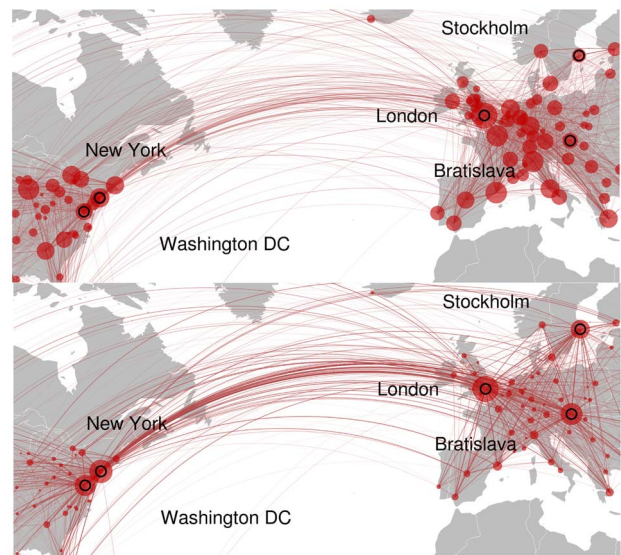 Stockholm
London
New York
Bratislava
Washington DC
Stockholm
London
New York
Bratislava
Washington DC